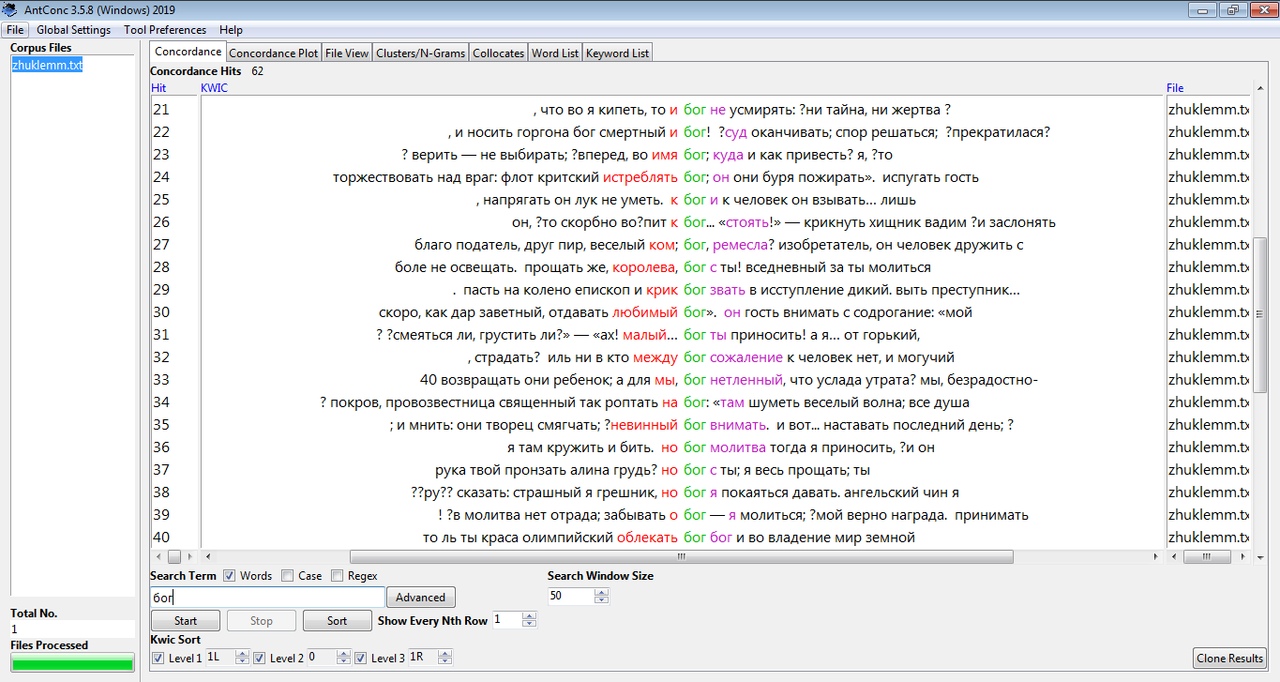 AntConc 3.5.8 (Windows) 2019
File Global Settings Tool Preferences Help
Corpus Files
zhuklemm.txt
Concordance Concordance Plot File View Clusters/N-Grams Collocates Word List Keyword List
Concordance Hits 62
Hit KWIC File
21 , что во я кипеть, то и бог не усмирять: ?ни тайна, ни жертва ? zhuklemm.tx
22 , и носить горгона бог смертный и бог! ?суд оканчивать; спор решаться; ?прекратилася? zhuklemm.tx
23 ? верить — не выбирать; ?вперед, во имя бог; куда и как привесть? я, ?то zhuklemm.tx
24 торжествовать над враг: флот критский истреблять бог; он они буря пожирать». испугать гость zhuklemm.tx
25 , напрягать он лук не уметь. к бог и к человек он взывать... лишь zhuklemm.tx
26 он, ?то скорбно во?пит к бог... «стоять!» — крикнуть хищник вадим ?и заслонять zhuklemm.tx
27 благо податель, друг пир, веселый ком; бог, ремесла? изобретатель, он человек дружить с zhuklemm.tx
28 боле не освещать. прощать же, королева, бог с ты! вседневный за ты молиться zhuklemm.tx
29 . пасть на колено епископ и крик бог звать в исступление дикий. выть преступник... zhuklemm.tx
30 скоро, как дар заветный, отдавать любимый бог». он гость внимать с содрогание: «мой zhuklemm.tx
31 ? ?смеяться ли, грустить ли?» — «ах! малый... бог ты приносить! а я... от горький, zhuklemm.tx
32 , страдать? иль ни в кто между бог сожаление к человек нет, и могучий zhuklemm.tx
33 40 возвращать они ребенок; а для мы, бог нетленный, что услада утрата? мы, безрадостно- zhuklemm.tx
34 ? покров, провозвестница священный так роптать на бог: «там шуметь веселый волна; все душа zhuklemm.tx
35 ; и мнить: они творец смягчать; ?невинный бог внимать. и вот... наставать последний день; ? zhuklemm.tx
36 я там кружить и бить. но бог молитва тогда я приносить, ?и он zhuklemm.tx
37 рука твой пронзать алина грудь? но бог с ты; я весь прощать; ты zhuklemm.tx
38 ??ру?? сказать: страшный я грешник, но бог я покаяться давать. ангельский чин я zhuklemm.tx
39 ! ?в молитва нет отрада; забывать о бог — я молиться; ?мой верно награда. принимать zhuklemm.tx
40 то ль ты краса олимпийский облекать бог бог и во владение мир земной zhuklemm.tx
Search Term Words Case Regex Search Window Size
бог Advanced 50
Start Stop Sort Show Every Nth Row 1
Total No.
1
Files Processed
Kwic Sort
Level 1 1L Level 2 0 Level 3 1R Clone Results